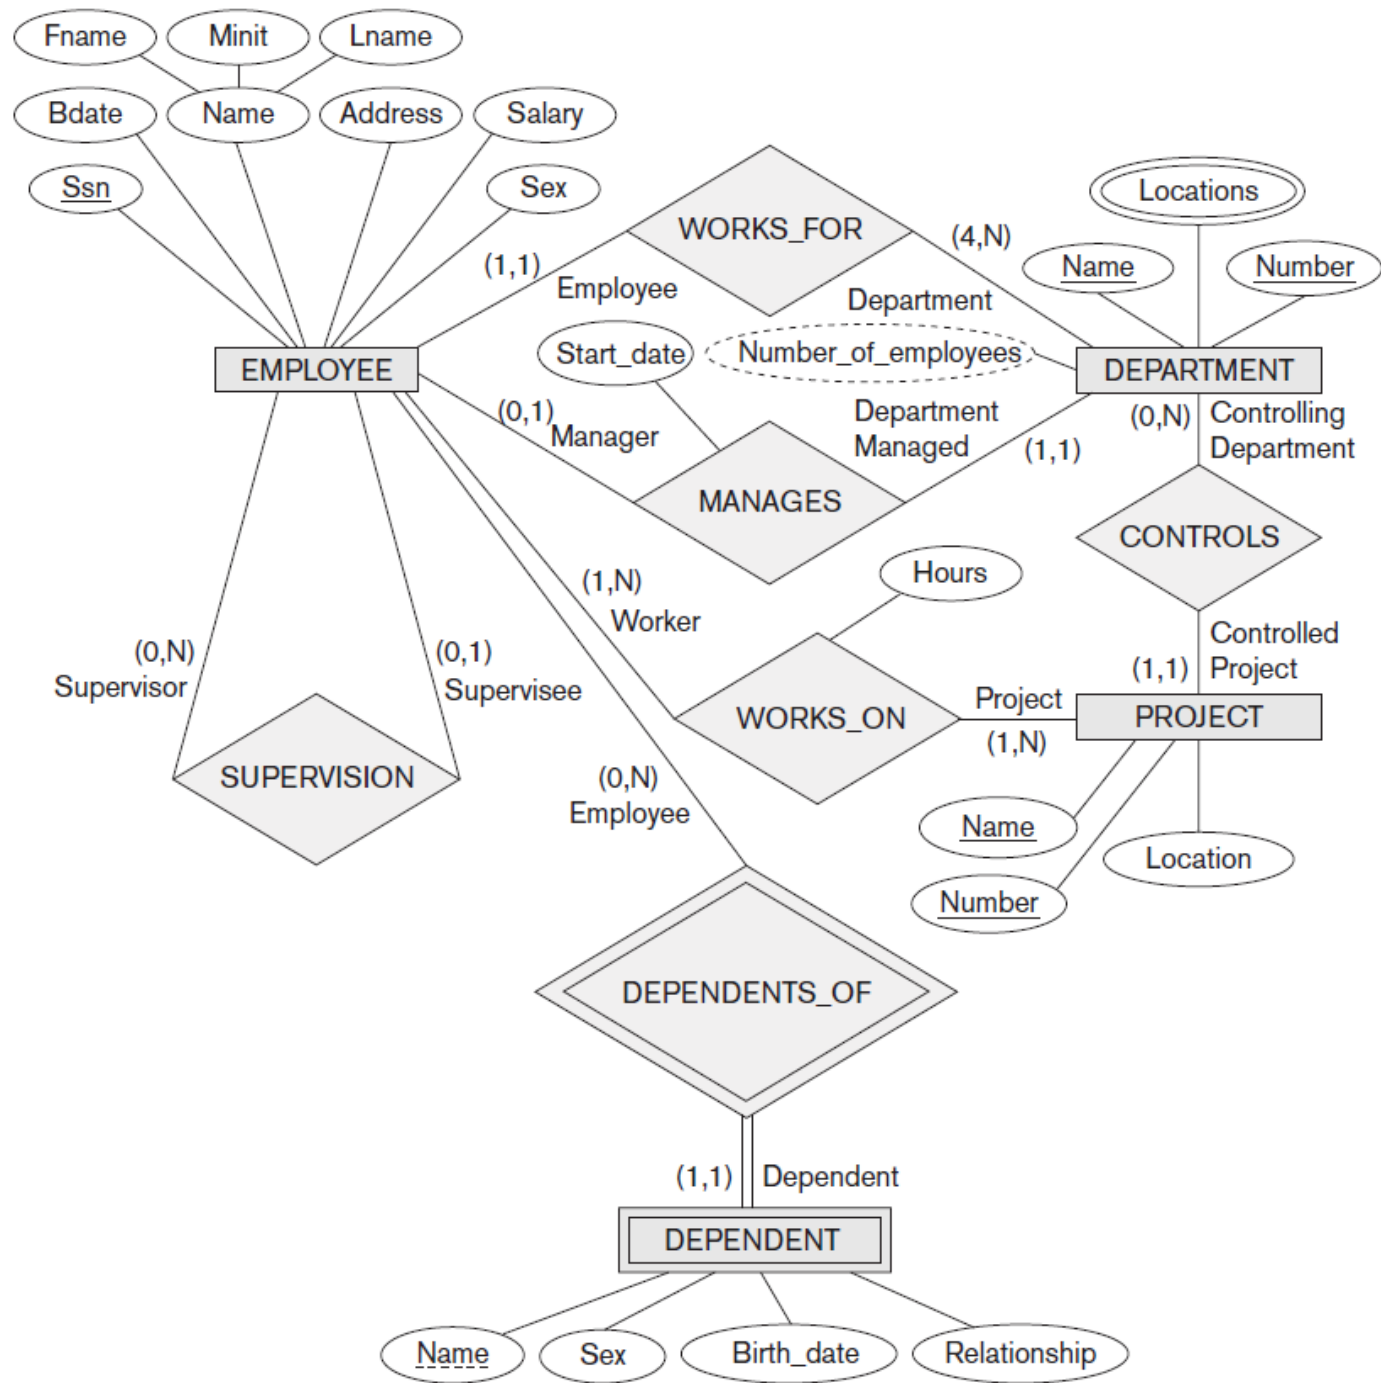 Fname
Minit
Lname
Bdate
Name
Address
Salary
Ssn
Sex
WORKS_FOR
Locations
Name
Number
(1,1)
Employee
(4,N)
Department
Start_date
Number_of_employees
EMPLOYEE
DEPARTMENT
(0,1)
Manager
Department
Managed
(1,1)
(0,N)
Controlling
Department
MANAGES
CONTROLS
Hours
(1,N)
Worker
(0,N)
Supervisor
(0,1)
Supervisee
Controlled
Project
(1,1)
WORKS_ON
Project
(1,N)
PROJECT
SUPERVISION
(0,N)
Employee
Name
Number
Location
DEPENDENTS_OF
(1,1)
Dependent
DEPENDENT
Name
Sex
Birth_date
Relationship